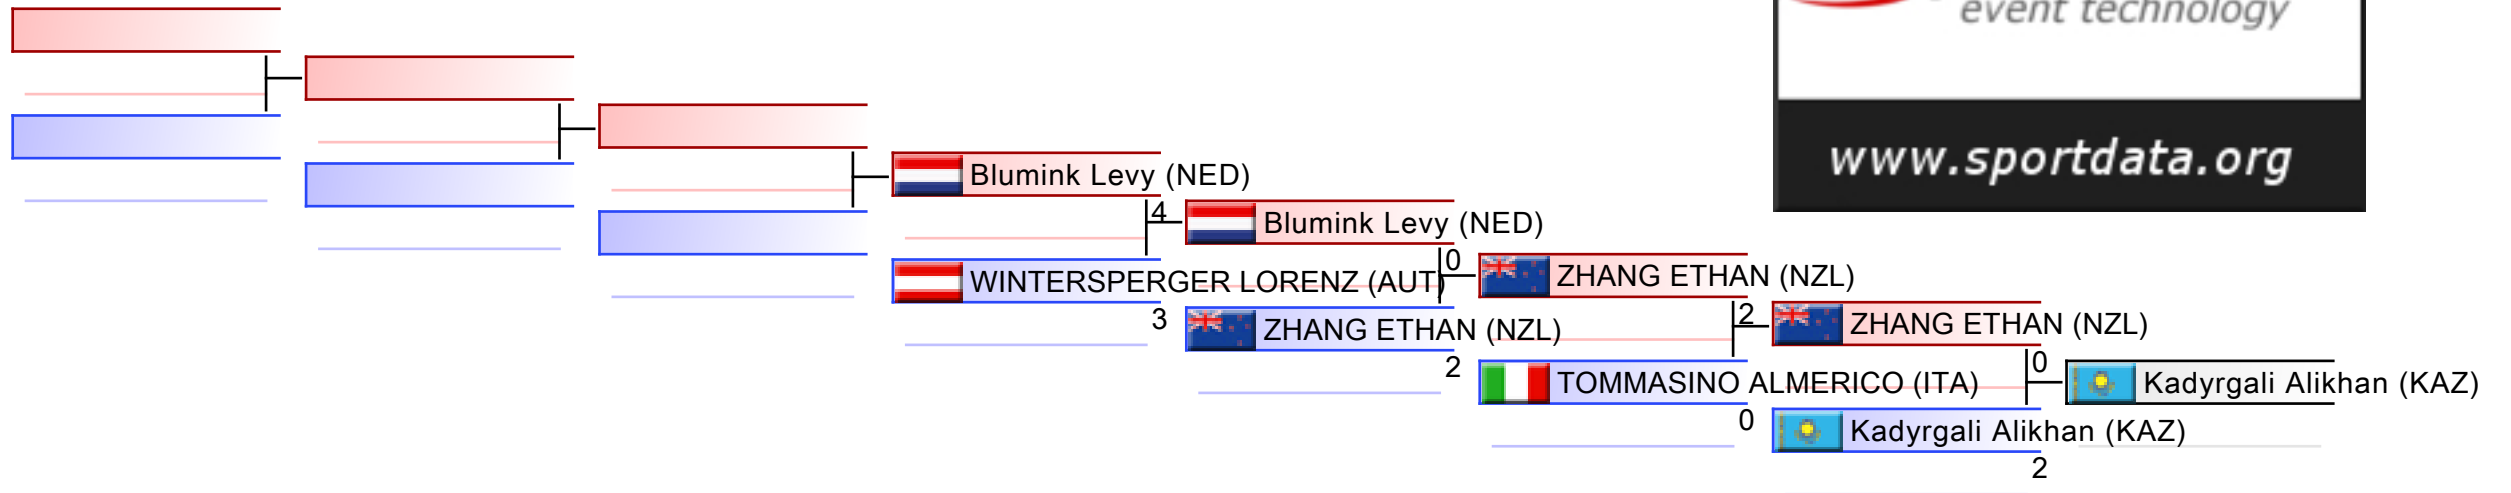 event technology
www.sportdata.org
Blumink Levy (NED)
4
Blumink Levy (NED)
0
WINTERSPERGER LORENZ (AUT)
3
ZHANG ETHAN (NZL)
ZHANG ETHAN (NZL)
2
2
ZHANG ETHAN (NZL)
0
TOMMASINO ALMERICO (ITA)
0
Kadyrgali Alikhan (KAZ)
Kadyrgali Alikhan (KAZ)
2